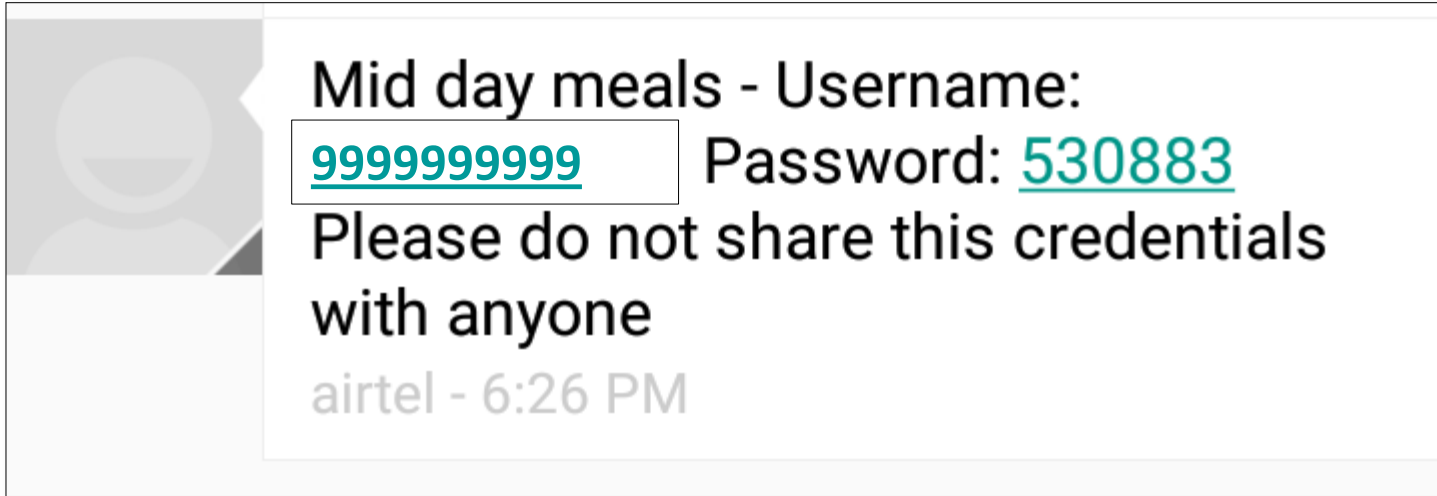 Mid day meals - Username:
9999999999 Password: 530883
Please do not share this credentials
with anyone
airtel - 6:26 PM